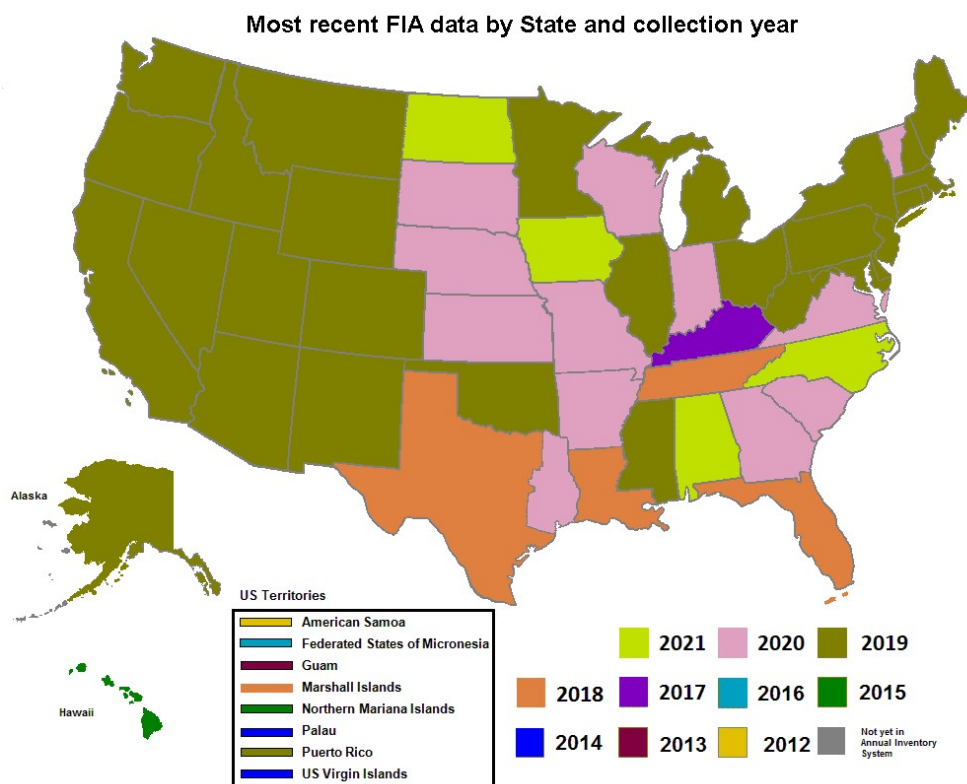 Most recent FIA data by State and collection year
Alaska
Hawaii
US Territories
American Samoa
Federated States of Micronesia
Guam
Marshall Islands
Northern Mariana Islands
Palau
Puerto Rico
US Virgin Islands
2021 2020 2019
2018 2017 2016 2015
2014 2013 2012 Not yet in
Annual Inventory
System